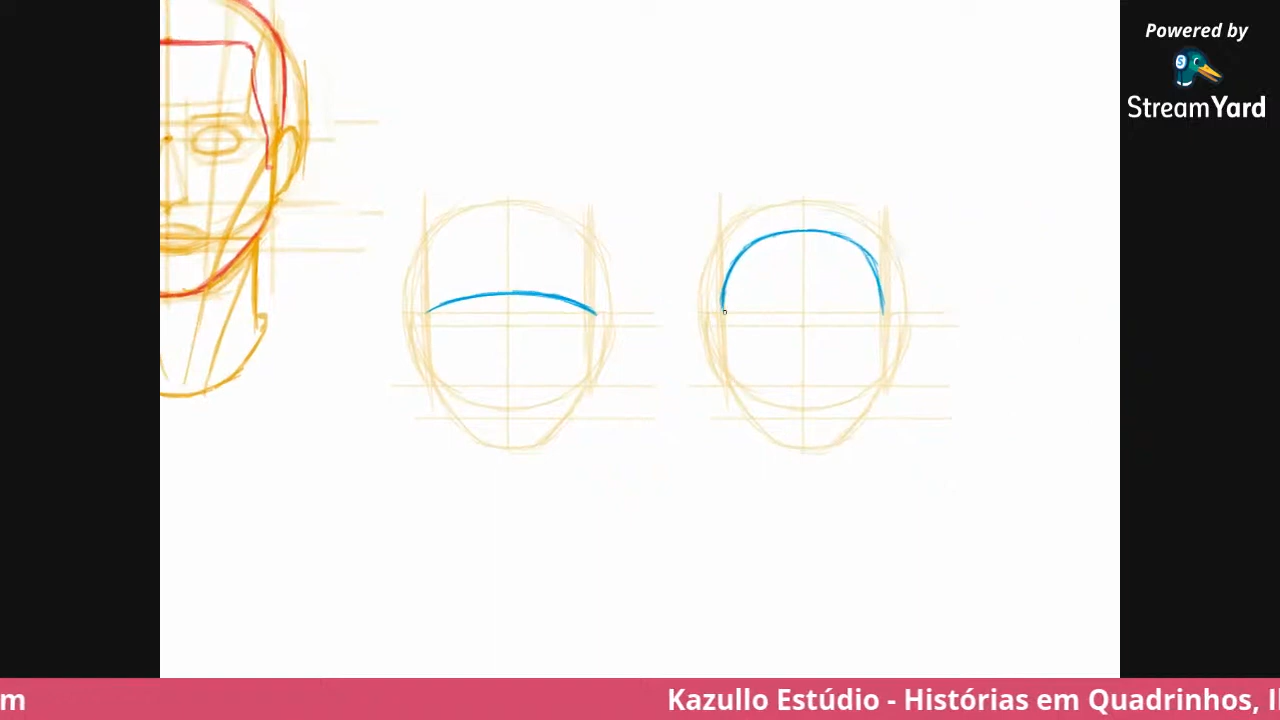 Powered by
StreamYard
m
Kazullo Estúdio - Histórias em Quadrinhos,